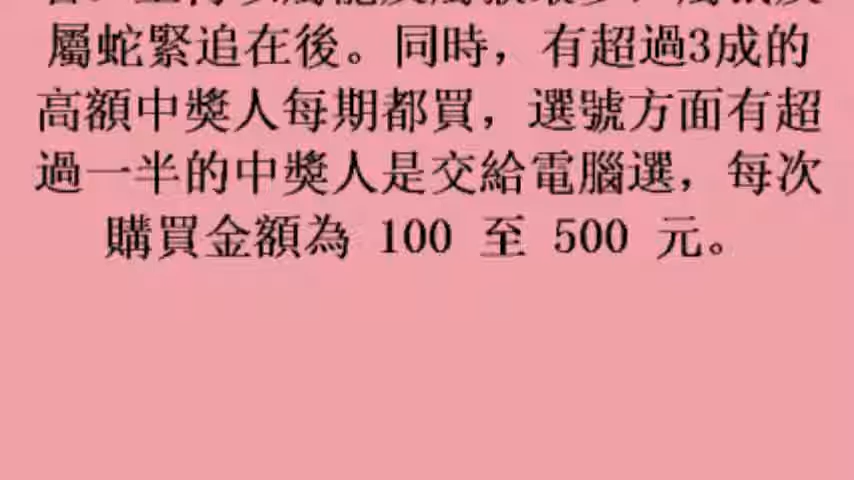 屬蛇緊追在後。同時，有超過3成的
高額中獎人每期都買，選號方面有超
過一半的中獎人是交給電腦選，每次
購買金額為 100 至 500 元。